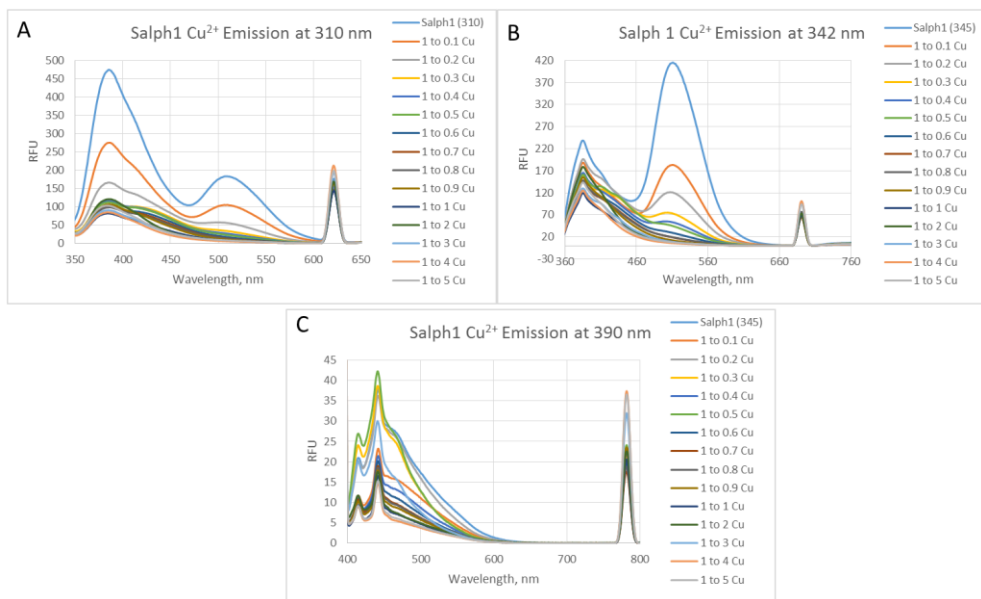 A
Salph1 Cu²⁺ Emission at 310 nm
500
450
400
350
300
250
200
150
100
50
0
RFU
350
400
450
500
550
600
650
Wavelength, nm
Salph1 (310)
1 to 0.1 Cu
1 to 0.2 Cu
1 to 0.3 Cu
1 to 0.4 Cu
1 to 0.5 Cu
1 to 0.6 Cu
1 to 0.7 Cu
1 to 0.8 Cu
1 to 0.9 Cu
1 to 1 Cu
1 to 2 Cu
1 to 3 Cu
1 to 4 Cu
1 to 5 Cu
B
Salph 1 Cu²⁺ Emission at 342 nm
420
370
320
270
220
170
120
70
20
-30
RFU
360
460
560
660
760
Wavelength, nm
Salph1 (345)
1 to 0.1 Cu
1 to 0.2 Cu
1 to 0.3 Cu
1 to 0.4 Cu
1 to 0.5 Cu
1 to 0.6 Cu
1 to 0.7 Cu
1 to 0.8 Cu
1 to 0.9 Cu
1 to 1 Cu
1 to 2 Cu
1 to 3 Cu
1 to 4 Cu
1 to 5 Cu
C
Salph1 Cu²⁺ Emission at 390 nm
45
40
35
30
25
20
15
10
5
0
RFU
400
500
600
700
800
Wavelength, nm
Salph1 (345)
1 to 0.1 Cu
1 to 0.2 Cu
1 to 0.3 Cu
1 to 0.4 Cu
1 to 0.5 Cu
1 to 0.6 Cu
1 to 0.7 Cu
1 to 0.8 Cu
1 to 0.9 Cu
1 to 1 Cu
1 to 2 Cu
1 to 3 Cu
1 to 4 Cu
1 to 5 Cu